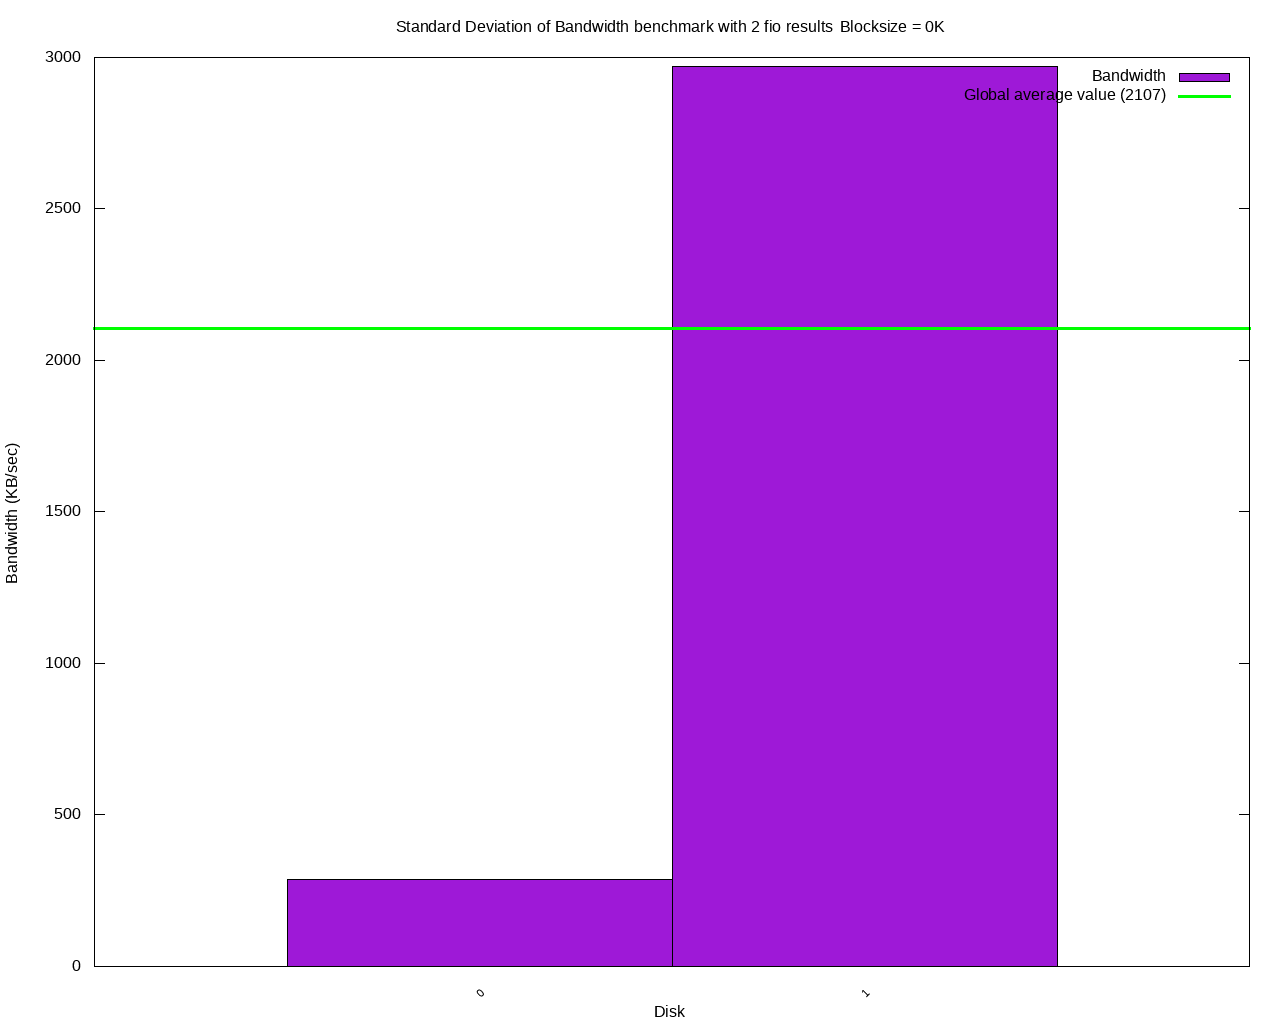 Standard Deviation of Bandwidth benchmark with 2 fio results Blocksize = 0K
Bandwidth
Global average value (2107)
3000
2500
2000
1500
1000
500
0
Bandwidth (KB/sec)
0
1
Disk